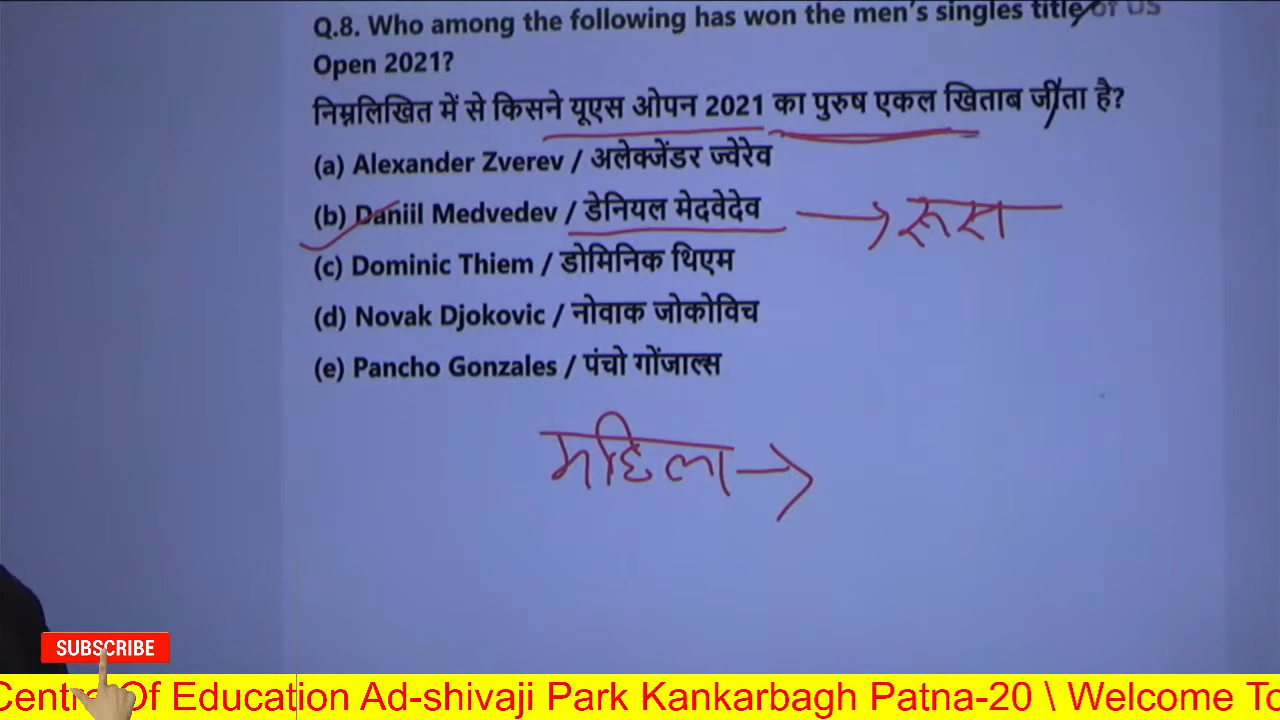 Q.8. Who among the following has won the men's singles title of US
Open 2021?
निम्नलिखित में से किसने यूएस ओपन 2021 का पुरुष एकल खिताब जीता है?
(a) Alexander Zverev / अलेक्जेंडर ज्वेरेव
(b) Daniil Medvedev / डेनियल मेदवेदेव → रूस
(c) Dominic Thiem / डोमिनिक थिएम
(d) Novak Djokovic / नोवाक जोकोविच
(e) Pancho Gonzales / पंचो गोंजाल्स
महिला →
SUBSCRIBE
Centre Of Education Ad-shivaji Park Kankarbagh Patna-20 \ Welcome To